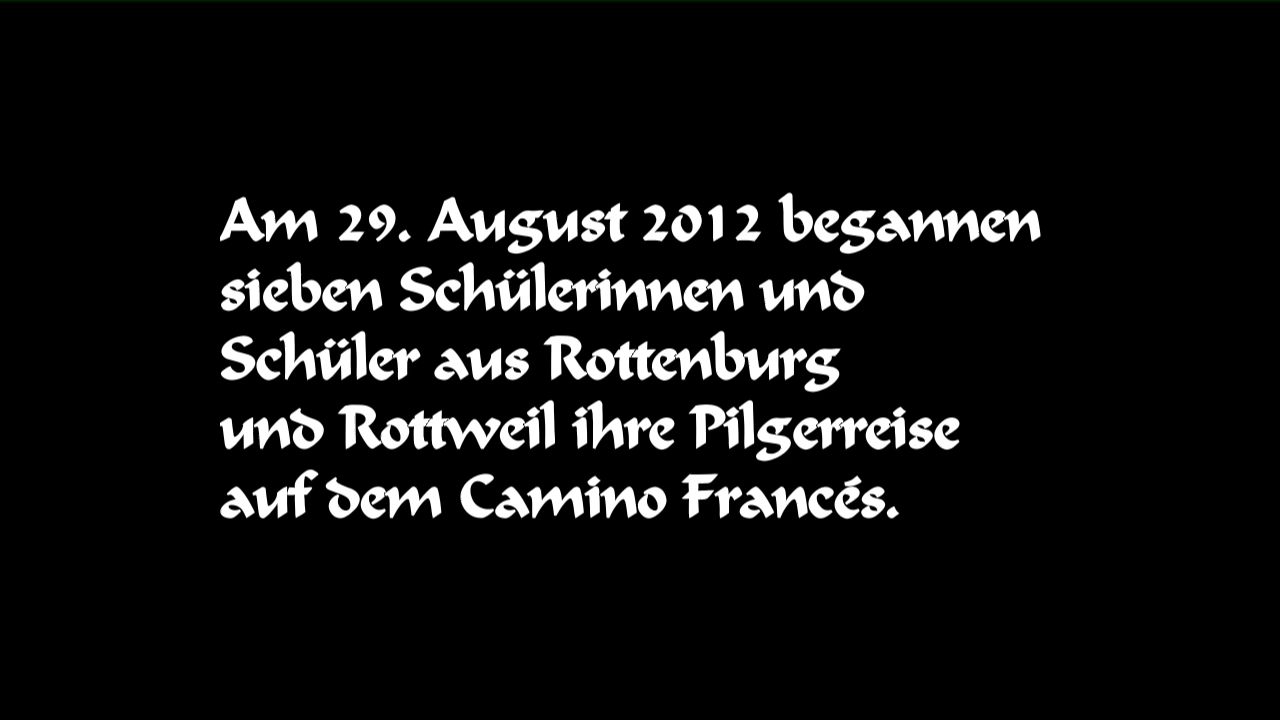 Am 29. August 2012 begannen
sieben Schülerinnen und
Schüler aus Rottenburg
und Rottweil ihre Pilgerreise
auf dem Camino Francés.